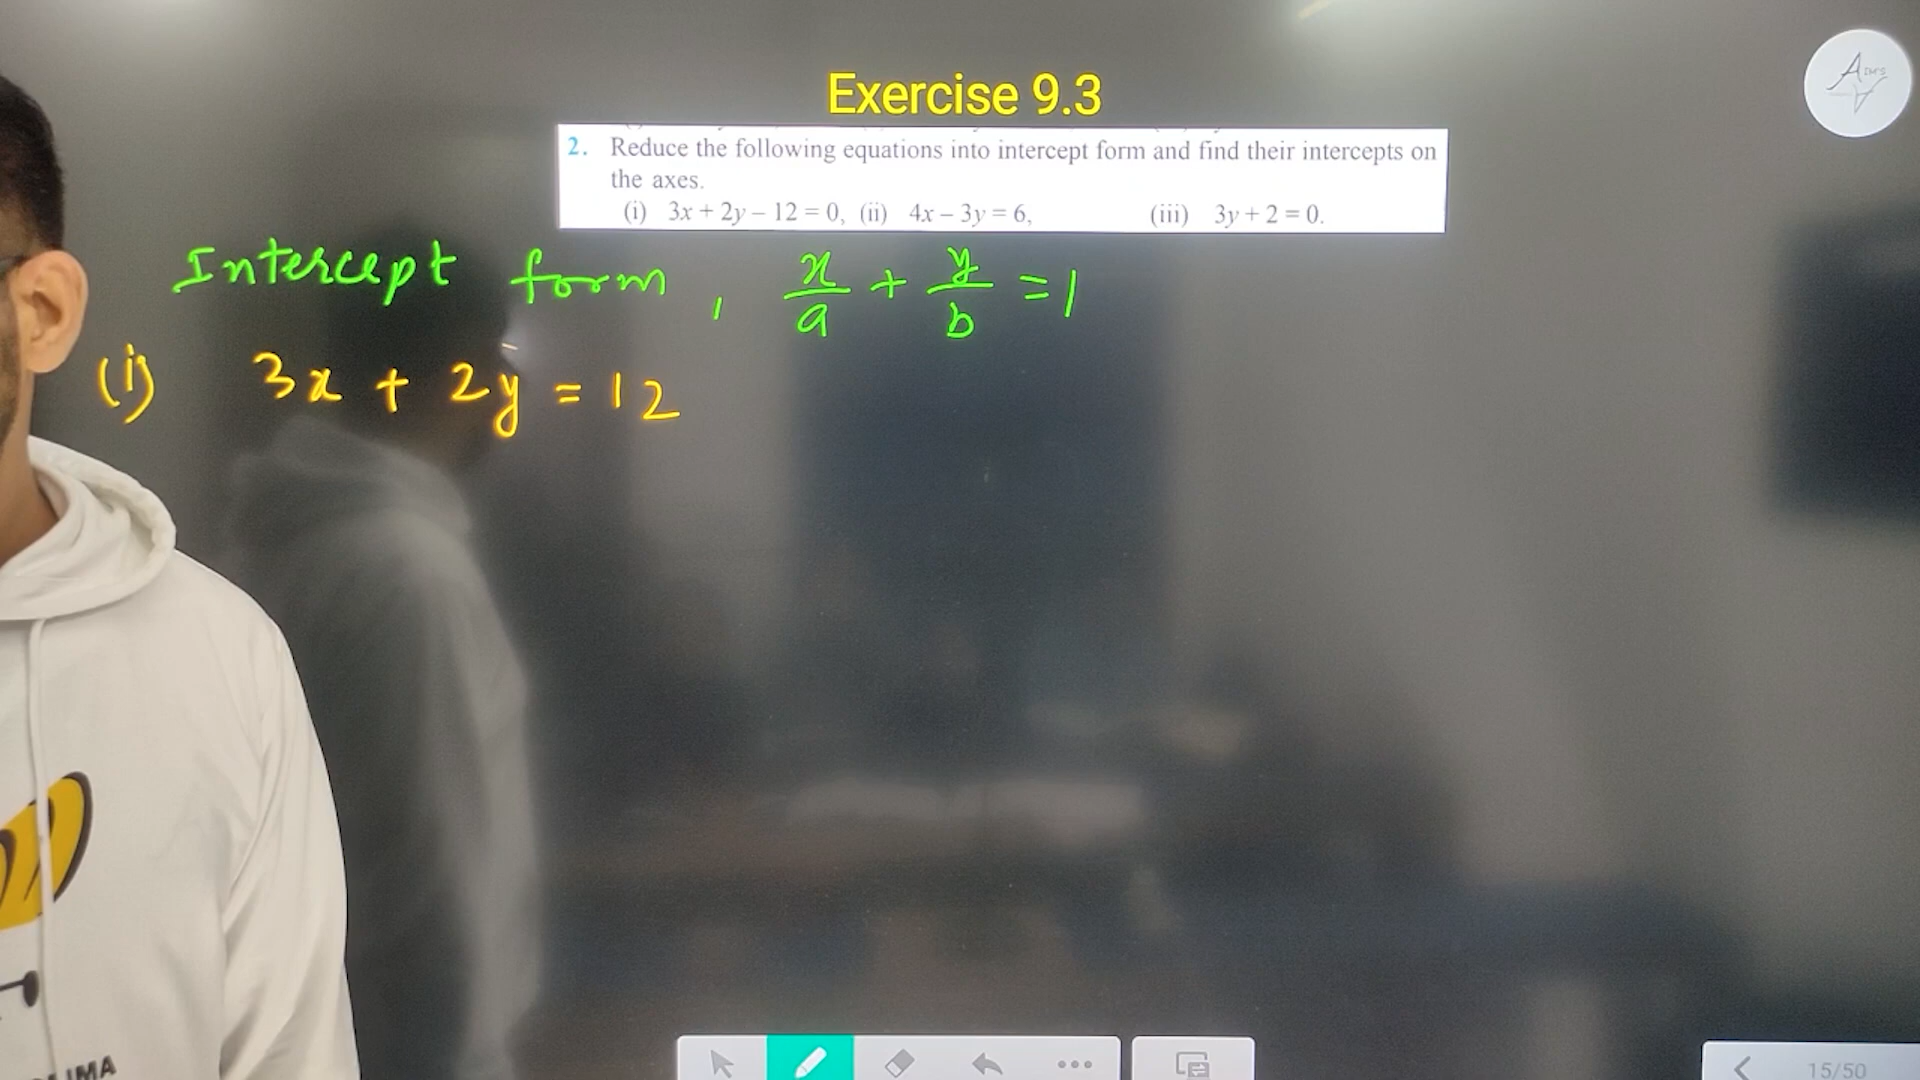 Exercise 9.3
2. Reduce the following equations into intercept form and find their intercepts on
the axes.
(i) 3x + 2y – 12 = 0, (ii) 4x – 3y = 6, (iii) 3y + 2 = 0.
Intercept form, x/a + y/b = 1
(i) 3x + 2y = 12
AIM'S
IMA
15/50